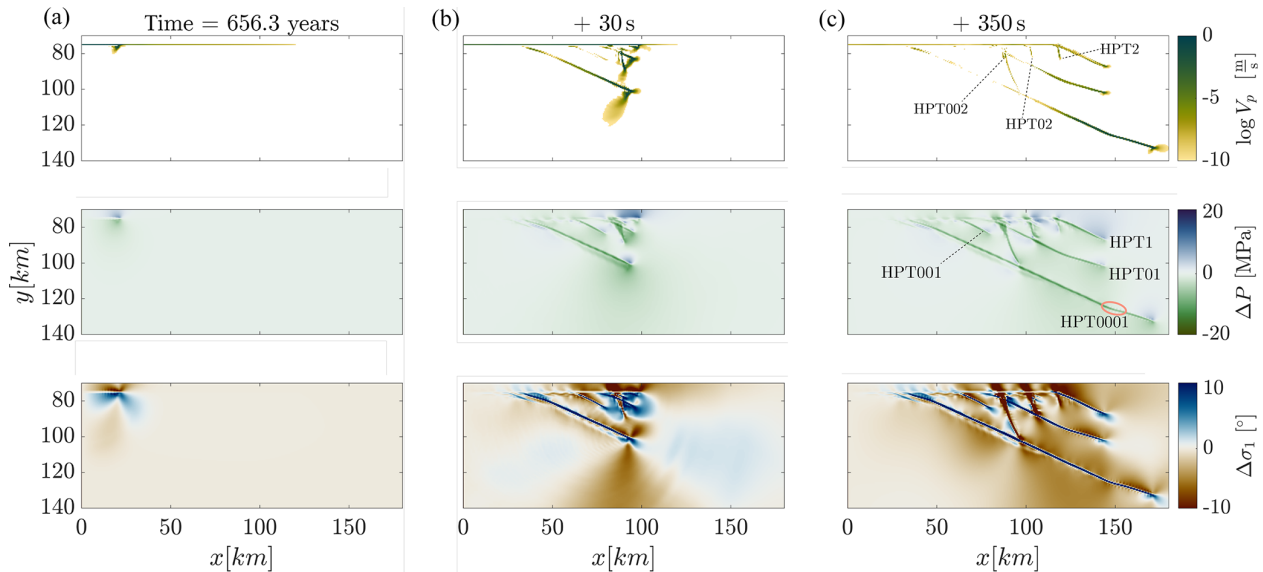 (a)
Time = 656.3 years
(b)
+ 30 s
(c)
+ 350 s
80
100
120
140
HPT2
HPT002
HPT02
0
-5
-10
log V_p [m/s]
y[km]
80
100
120
140
HPT1
HPT001
HPT01
HPT0001
20
0
-20
ΔP [MPa]
80
100
120
140
10
0
-10
Δσ₁ [°]
0 50 100 150
0 50 100 150
0 50 100 150
x[km]
x[km]
x[km]